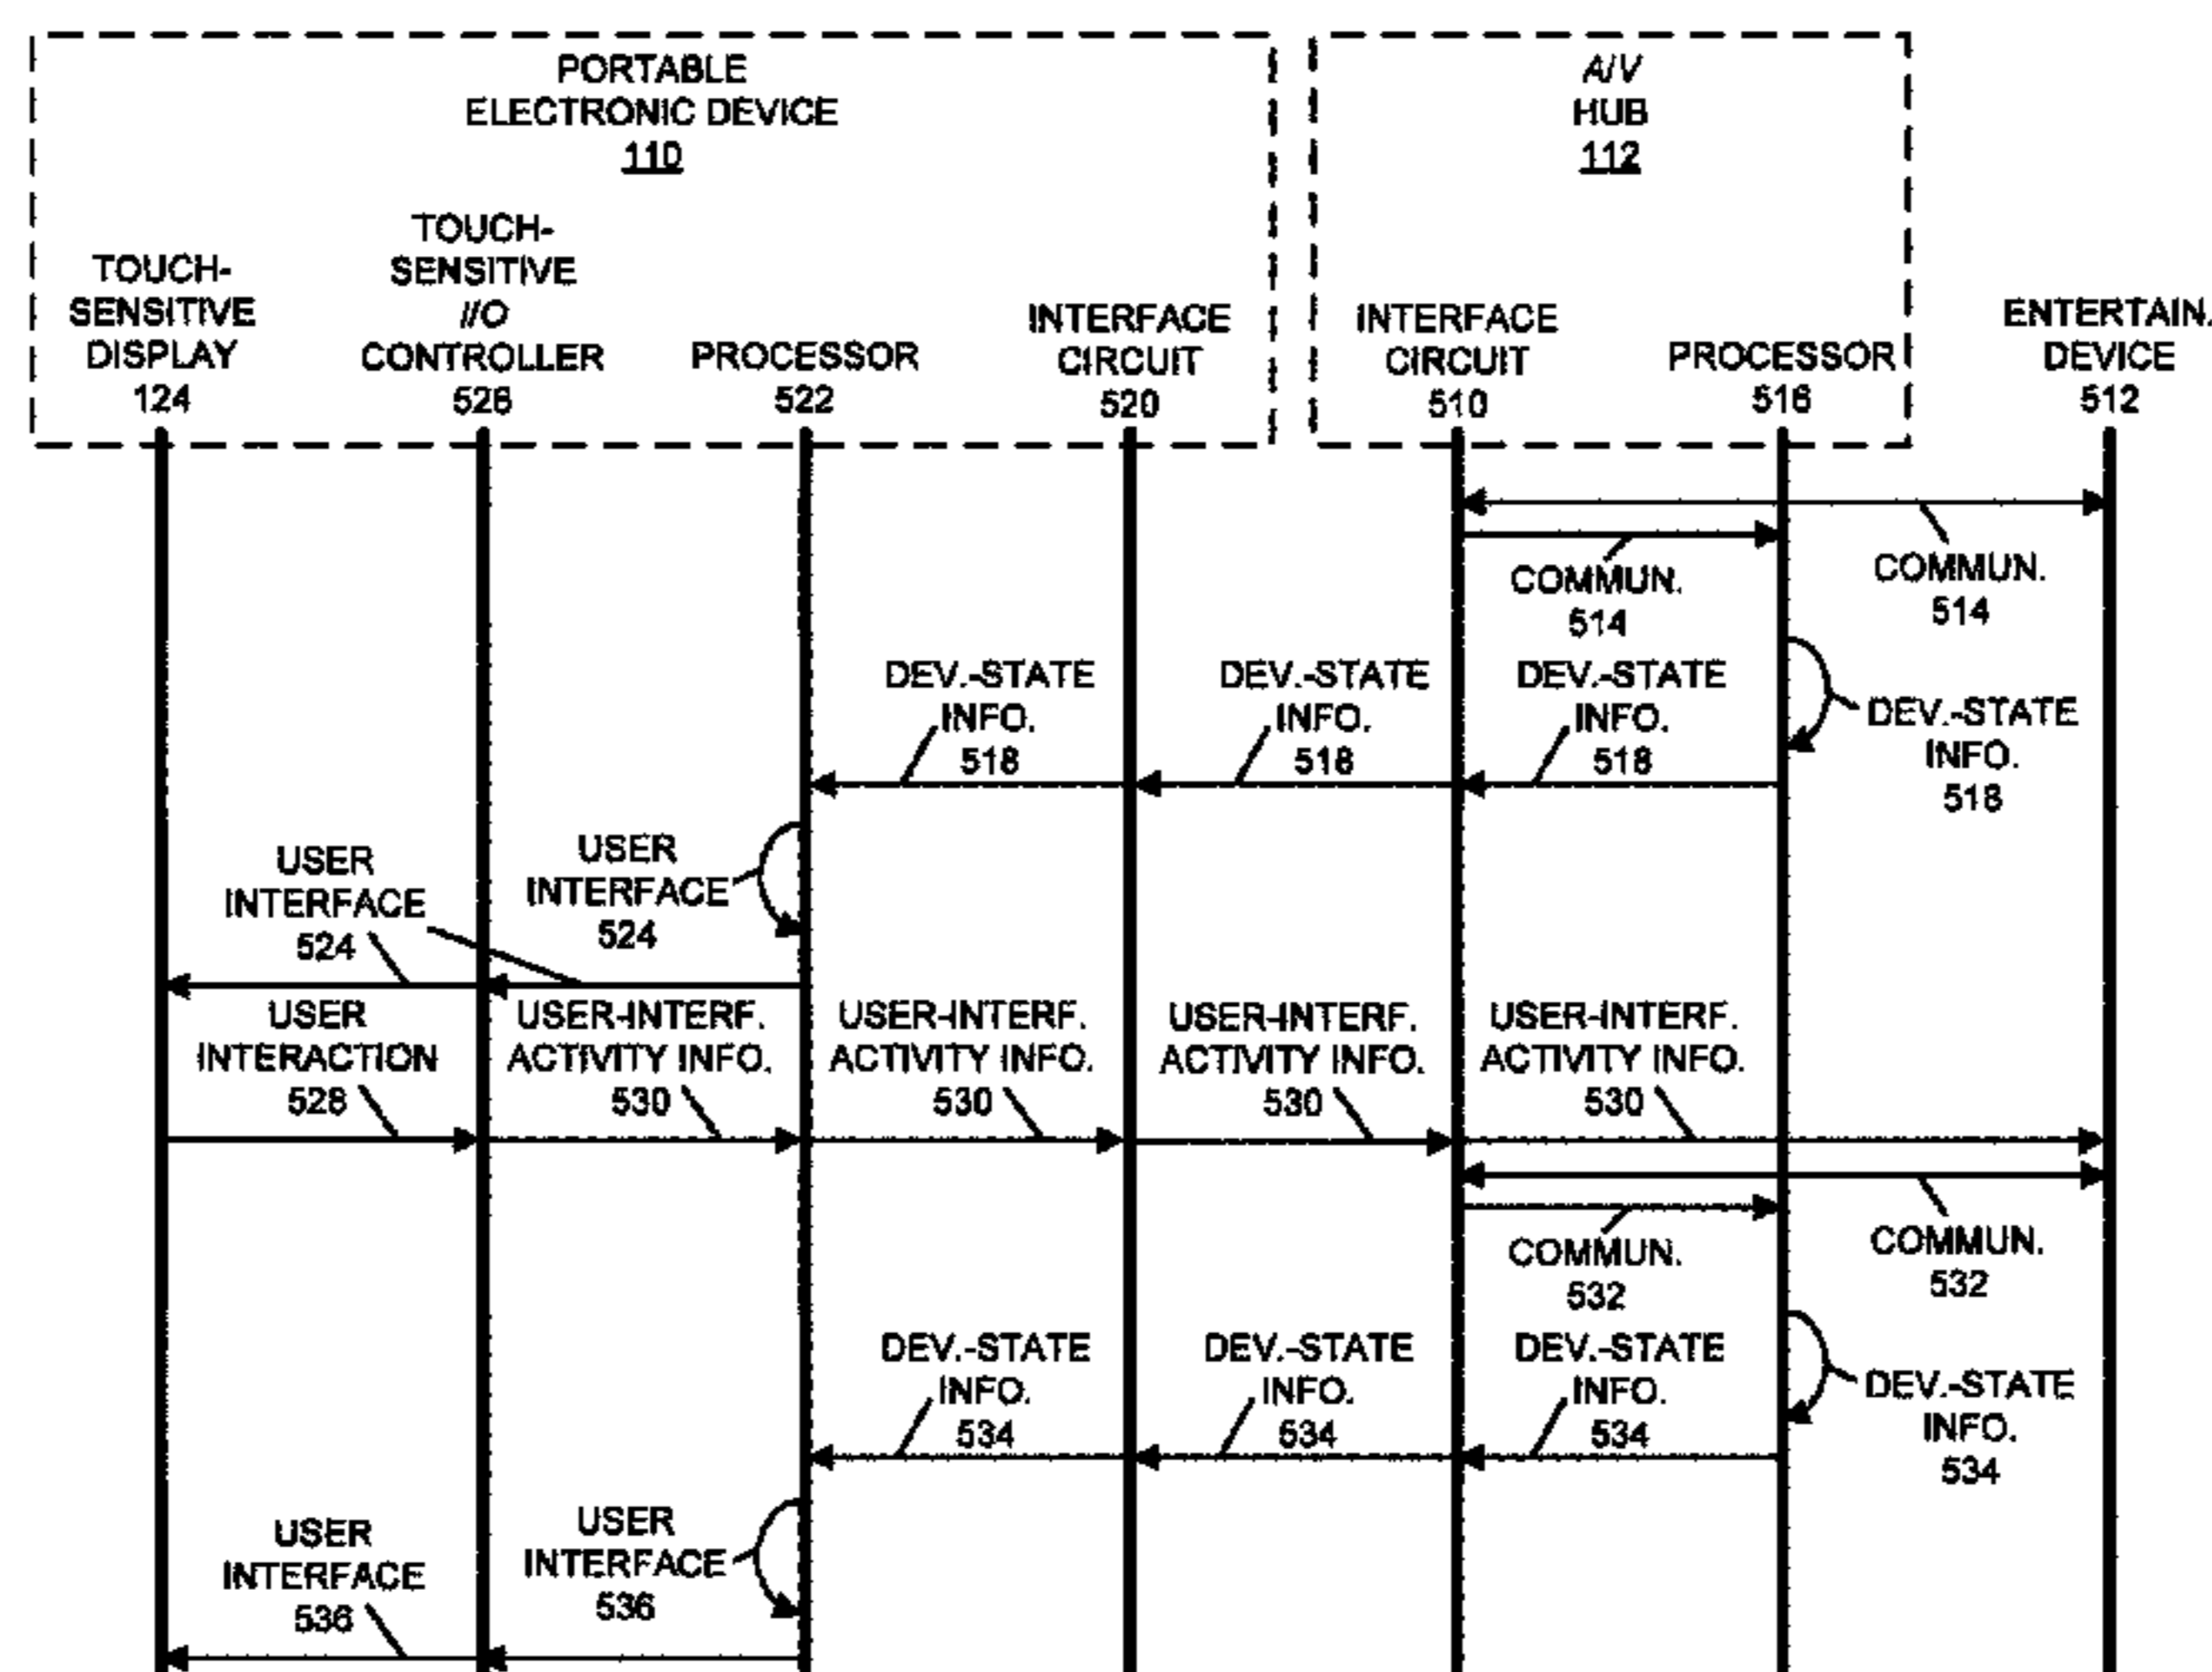 PORTABLE
ELECTRONIC DEVICE
110
A/V
HUB
112
TOUCH-
SENSITIVE
DISPLAY
124
TOUCH-
SENSITIVE
I/O
CONTROLLER
526
PROCESSOR
522
INTERFACE
CIRCUIT
520
INTERFACE
CIRCUIT
510
PROCESSOR
516
ENTERTAIN.
DEVICE
512
COMMUN.
514
COMMUN.
514
DEV.-STATE
INFO.
518
DEV.-STATE
INFO.
518
DEV.-STATE
INFO.
518
DEV.-STATE
INFO.
518
USER
INTERFACE
524
USER
INTERFACE
524
USER
INTERACTION
528
USER-INTERF.
ACTIVITY INFO.
530
USER-INTERF.
ACTIVITY INFO.
530
USER-INTERF.
ACTIVITY INFO.
530
USER-INTERF.
ACTIVITY INFO.
530
COMMUN.
532
COMMUN.
532
DEV.-STATE
INFO.
534
DEV.-STATE
INFO.
534
DEV.-STATE
INFO.
534
DEV.-STATE
INFO.
534
USER
INTERFACE
536
USER
INTERFACE
536